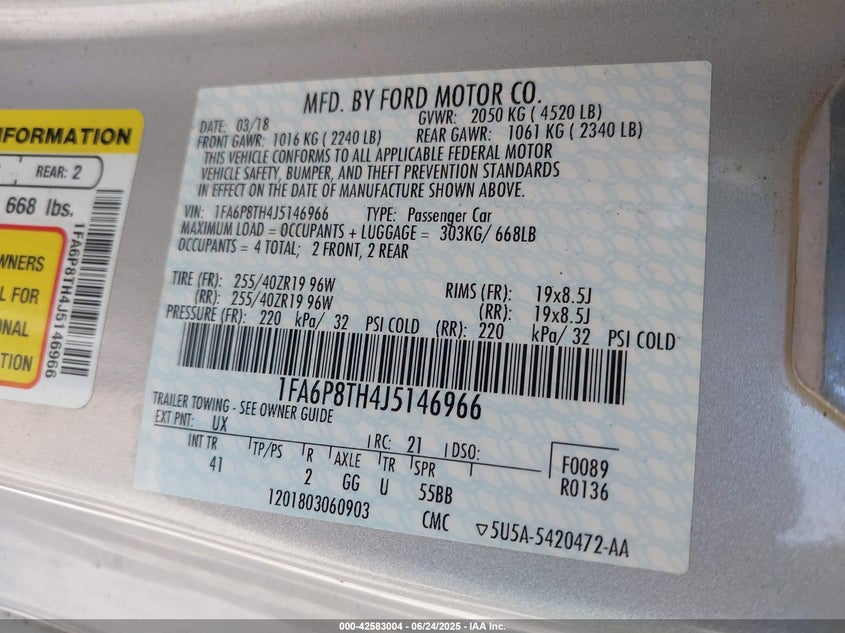 NFORMATION
REAR: 2
668 lbs.
WNERS
L FOR
ONAL
TION
1FA6P8TH4J5146966
MFD. BY FORD MOTOR CO.
DATE: 03/18 GVWR: 2050 KG ( 4520 LB)
FRONT GAWR: 1016 KG ( 2240 LB) REAR GAWR: 1061 KG ( 2340 LB)
THIS VEHICLE CONFORMS TO ALL APPLICABLE FEDERAL MOTOR
VEHICLE SAFETY, BUMPER, AND THEFT PREVENTION STANDARDS
IN EFFECT ON THE DATE OF MANUFACTURE SHOWN ABOVE.
VIN: 1FA6P8TH4J5146966 TYPE: Passenger Car
MAXIMUM LOAD = OCCUPANTS + LUGGAGE = 303KG/ 668LB
OCCUPANTS = 4 TOTAL; 2 FRONT, 2 REAR
TIRE (FR): 255/40ZR19 96W RIMS (FR): 19x8.5J
(RR): 255/40ZR19 96W (RR): 19x8.5J
PRESSURE (FR): 220 kPa/ 32 PSI COLD (RR): 220 kPa/ 32 PSI COLD
1FA6P8TH4J5146966
TRAILER TOWING - SEE OWNER GUIDE
EXT PNT: UX RC: 21 DSO:
INT TR TP/PS R AXLE TR SPR F0089
41 2 GG U 55BB R0136
1201803060903 CMC ▽5U5A-5420472-AA
000-42583004 | 06/24/2025 | IAA Inc.